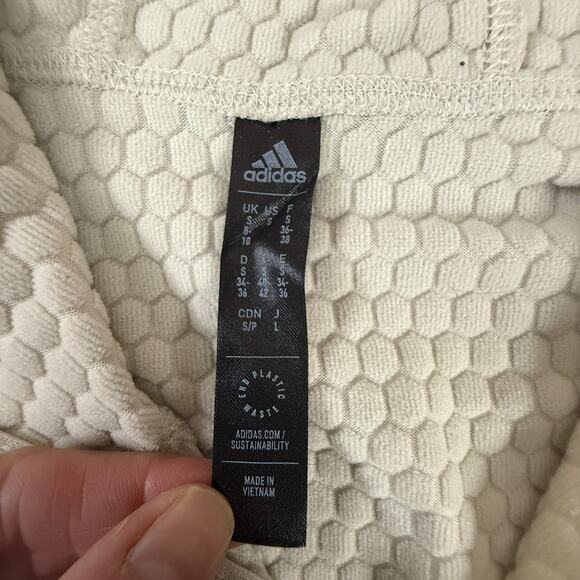 adidas
UK US F
S S S
8- 36-
10 38
D I E
S S S
34- 40- 34-
36 42 36
CDN J
S/P L
END PLASTIC WASTE
ADIDAS.COM/
SUSTAINABILITY
MADE IN
VIETNAM